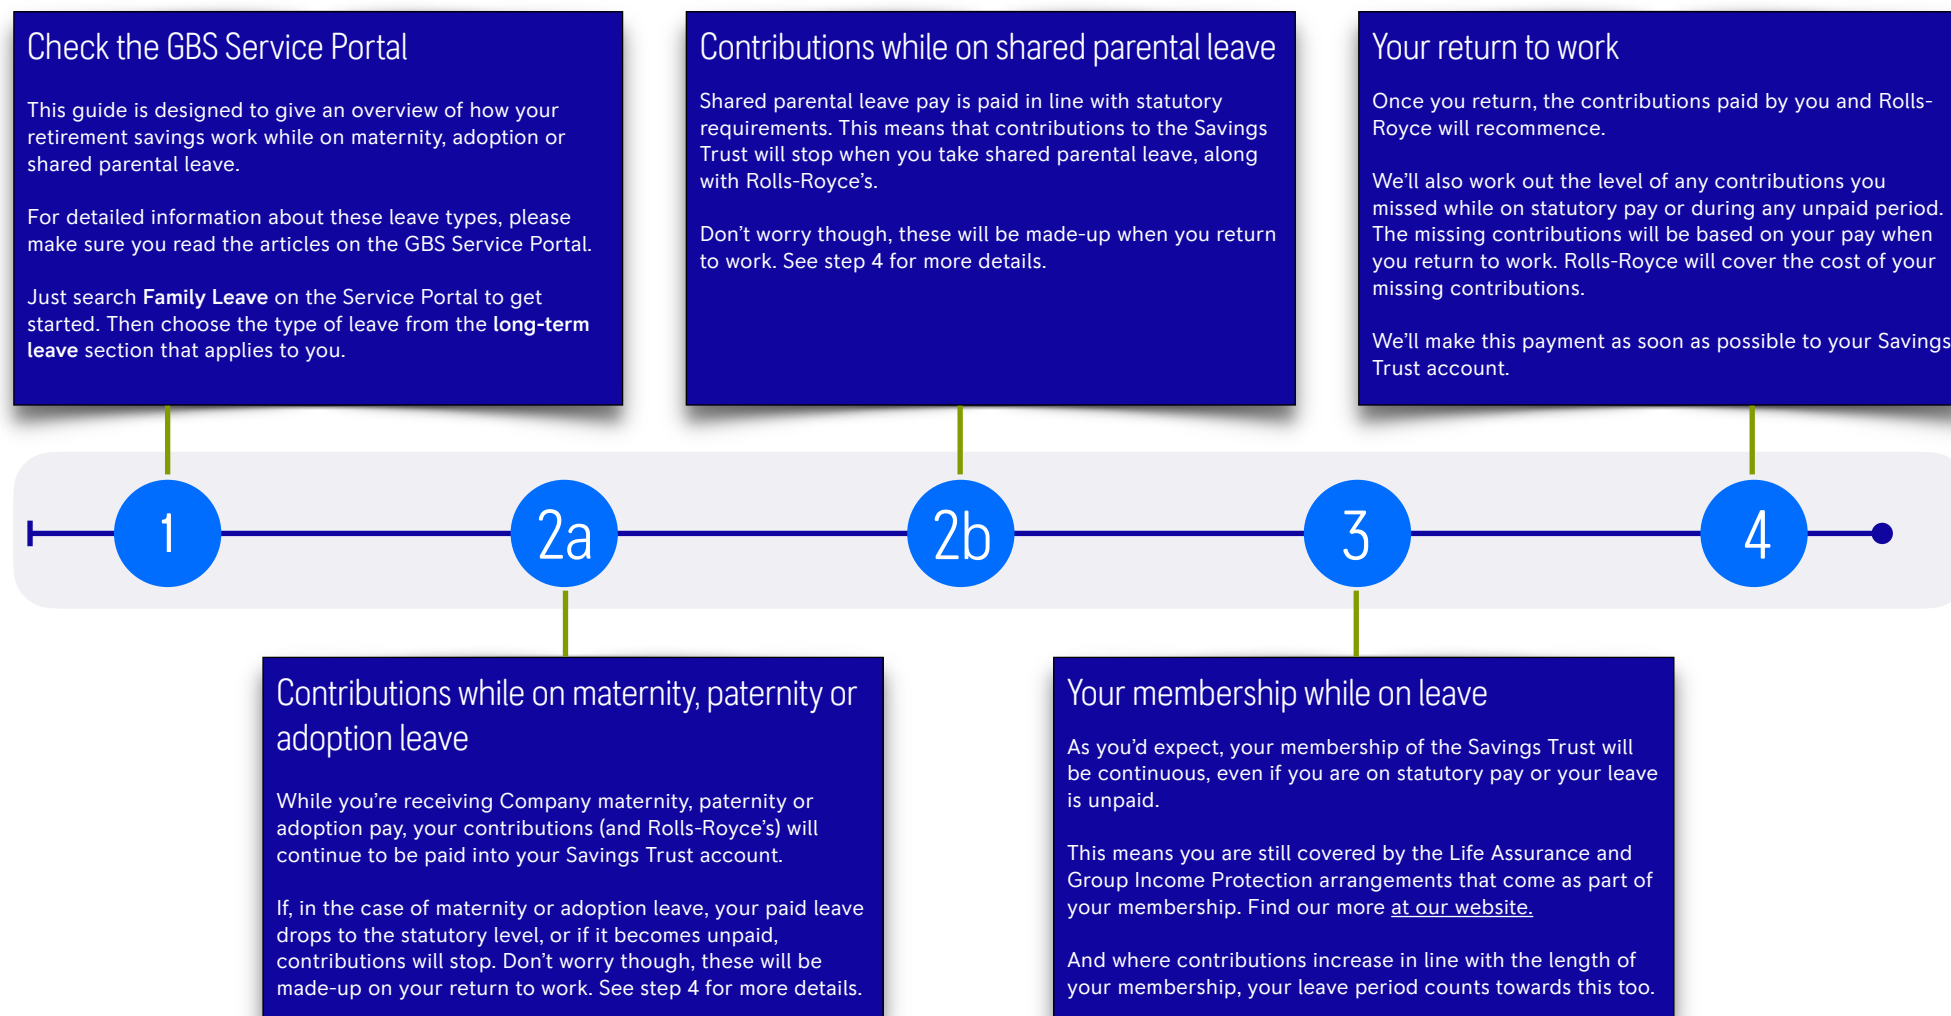 Check the GBS Service Portal
This guide is designed to give an overview of how your
retirement savings work while on maternity, adoption or
shared parental leave.
For detailed information about these leave types, please
make sure you read the articles on the GBS Service Portal.
Just search Family Leave on the Service Portal to get
started. Then choose the type of leave from the long-term
leave section that applies to you.
Contributions while on shared parental leave
Shared parental leave pay is paid in line with statutory
requirements. This means that contributions to the Savings
Trust will stop when you take shared parental leave, along
with Rolls-Royce's.
Don't worry though, these will be made-up when you return
to work. See step 4 for more details.
Your return to work
Once you return, the contributions paid by you and Rolls-
Royce will recommence.
We'll also work out the level of any contributions you
missed while on statutory pay or during any unpaid period.
The missing contributions will be based on your pay when
you return to work. Rolls-Royce will cover the cost of your
missing contributions.
We'll make this payment as soon as possible to your Savings
Trust account.
1
2a
2b
3
4
Contributions while on maternity, paternity or
adoption leave
While you're receiving Company maternity, paternity or
adoption pay, your contributions (and Rolls-Royce's) will
continue to be paid into your Savings Trust account.
If, in the case of maternity or adoption leave, your paid leave
drops to the statutory level, or if it becomes unpaid,
contributions will stop. Don't worry though, these will be
made-up on your return to work. See step 4 for more details.
Your membership while on leave
As you'd expect, your membership of the Savings Trust will
be continuous, even if you are on statutory pay or your leave
is unpaid.
This means you are still covered by the Life Assurance and
Group Income Protection arrangements that come as part of
your membership. Find our more at our website.
And where contributions increase in line with the length of
your membership, your leave period counts towards this too.